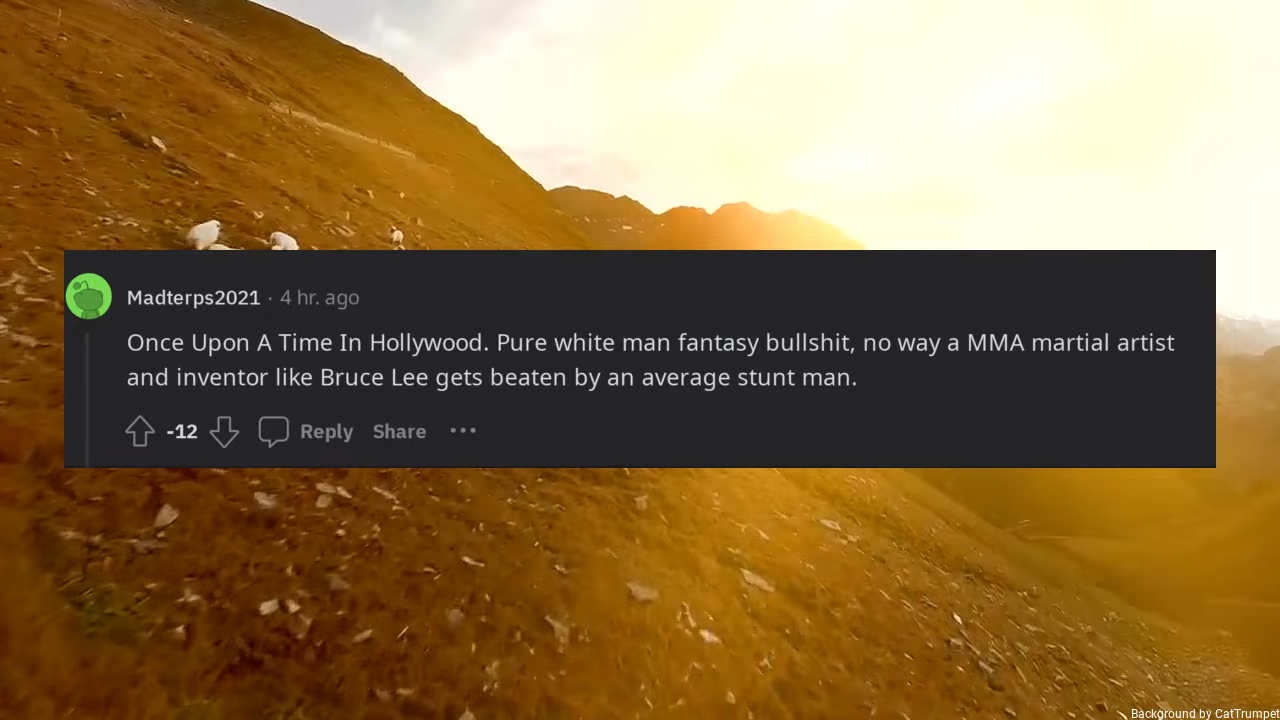 Madterps2021 · 4 hr. ago
Once Upon A Time In Hollywood. Pure white man fantasy bullshit, no way a MMA martial artist
and inventor like Bruce Lee gets beaten by an average stunt man.
-12 Reply Share ···
Background by CatTrumpet